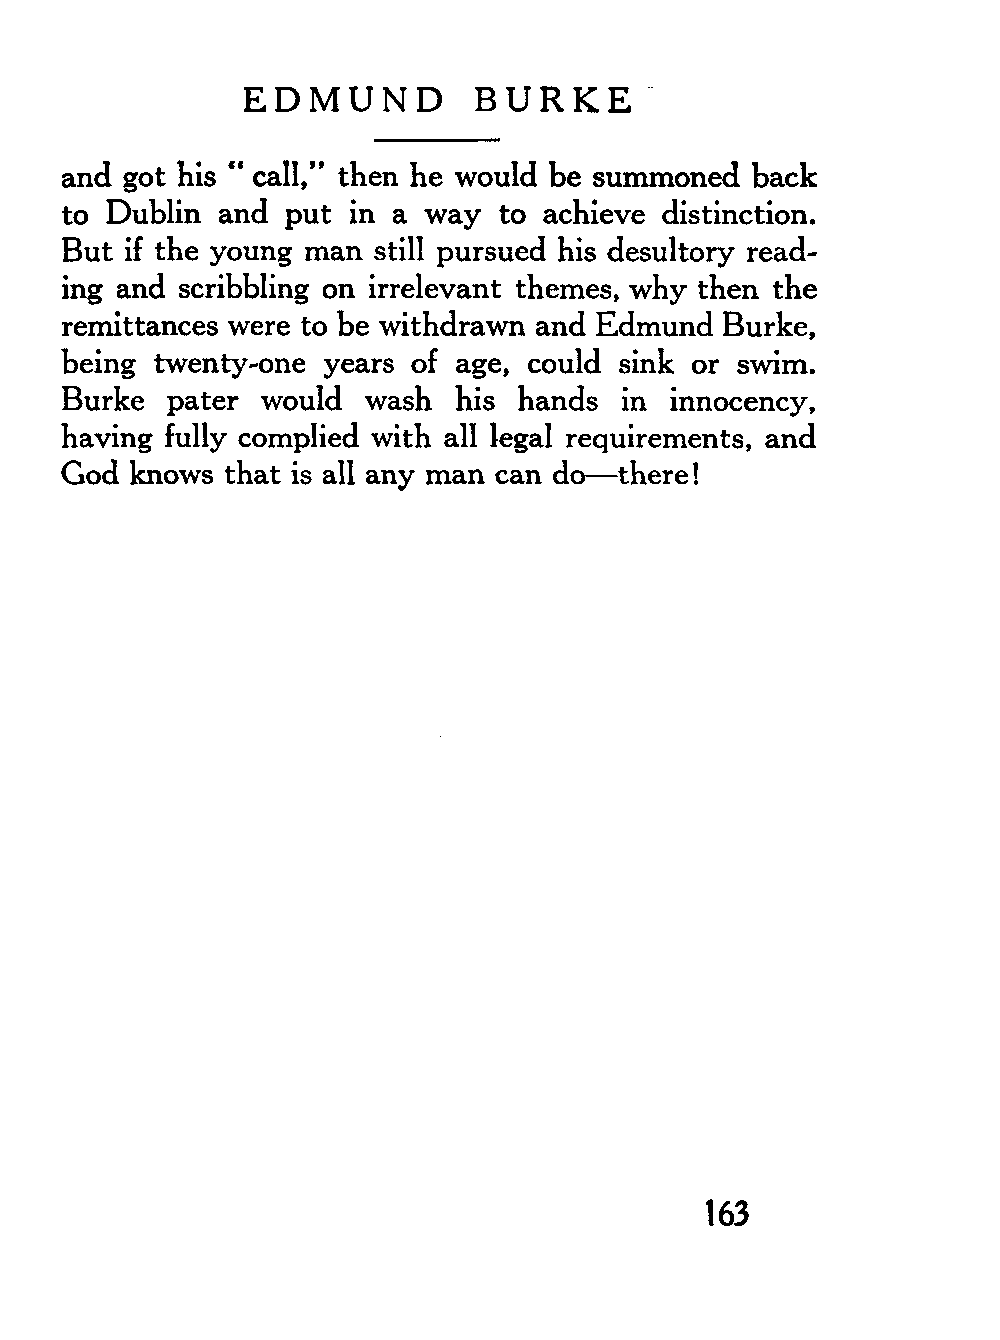 EDMUND BURKE
and got his “ call,” then he would be summoned back
to Dublin and put in a way to achieve distinction.
But if the young man still pursued his desultory read-
ing and scribbling on irrelevant themes, why then the
remittances were to be withdrawn and Edmund Burke,
being twenty-one years of age, could sink or swim.
Burke pater would wash his hands in innocency,
having fully complied with all legal requirements, and
God knows that is all any man can do—there!
163